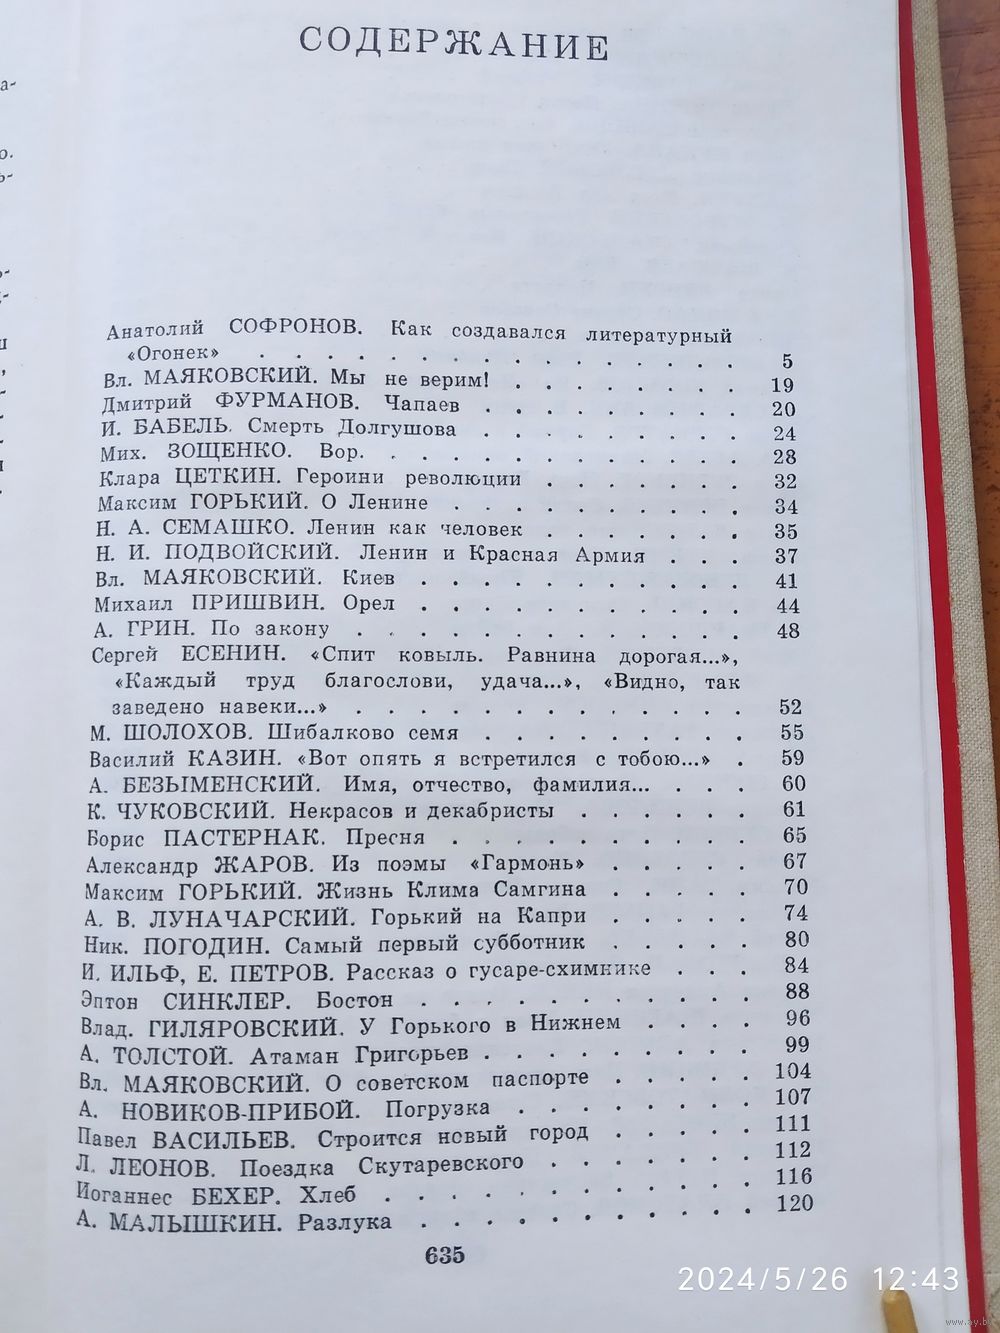 СОДЕРЖАНИЕ
а-
о.
Анатолий СОФРОНОВ. Как создавался литературный
«Огонек» . . . . . . . . . . . . . 5
Вл. МАЯКОВСКИЙ. Мы не верим! . . . . . . . 19
Дмитрий ФУРМАНОВ. Чапаев . . . . . . . . 20
И. БАБЕЛЬ. Смерть Долгушова . . . . . . . . 24
Мих. ЗОЩЕНКО. Вор. . . . . . . . . . . 28
Клара ЦЕТКИН. Героини революции . . . . . . 32
Максим ГОРЬКИЙ. О Ленине . . . . . . . . . 34
Н. А. СЕМАШКО. Ленин как человек . . . . . . 35
Н. И. ПОДВОЙСКИЙ. Ленин и Красная Армия . . . 37
Вл. МАЯКОВСКИЙ. Киев . . . . . . . . . . 41
Михаил ПРИШВИН. Орел . . . . . . . . . . 44
А. ГРИН. По закону . . . . . . . . . . . . 48
Сергей ЕСЕНИН. «Спит ковыль. Равнина дорогая...»,
«Каждый труд благослови, удача...», «Видно, так
заведено навеки...» . . . . . . . . . . . . 52
М. ШОЛОХОВ. Шибалково семя . . . . . . . . 55
Василий КАЗИН. «Вот опять я встретился с тобою...» . 59
А. БЕЗЫМЕНСКИЙ. Имя, отчество, фамилия... . . . 60
К. ЧУКОВСКИЙ. Некрасов и декабристы . . . . . 61
Борис ПАСТЕРНАК. Пресня . . . . . . . . . 65
Александр ЖАРОВ. Из поэмы «Гармонь» . . . . . 67
Максим ГОРЬКИЙ. Жизнь Клима Самгина . . . . 70
А. В. ЛУНАЧАРСКИЙ. Горький на Капри . . . . . 74
Ник. ПОГОДИН. Самый первый субботник . . . . 80
И. ИЛЬФ, Е. ПЕТРОВ. Рассказ о гусаре-схимнике . . . 84
Эптон СИНКЛЕР. Бостон . . . . . . . . . . 88
Влад. ГИЛЯРОВСКИЙ. У Горького в Нижнем . . . . 96
А. ТОЛСТОЙ. Атаман Григорьев . . . . . . . . 99
Вл. МАЯКОВСКИЙ. О советском паспорте . . . . . 104
А. НОВИКОВ-ПРИБОЙ. Погрузка . . . . . . . 107
Павел ВАСИЛЬЕВ. Строится новый город . . . . . 111
Л. ЛЕОНОВ. Поездка Скутаревского . . . . . . 112
Иоганнес БЕХЕР. Хлеб . . . . . . . . . . . 116
А. МАЛЫШКИН. Разлука . . . . . . . . . . 120
635
2024/5/26 12:43
www.ay.by